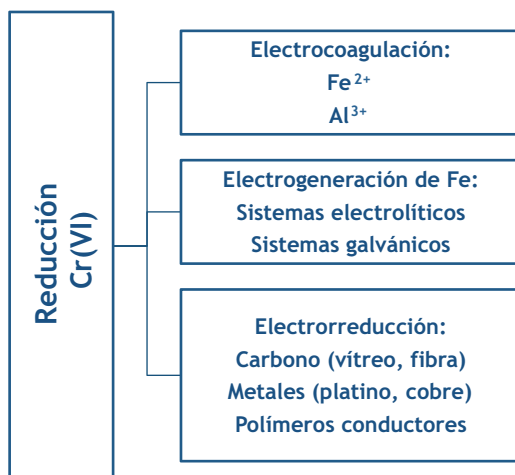 Reducción
Cr(VI)
Electrocoagulación:
Fe²⁺
Al³⁺
Electrogeneración de Fe:
Sistemas electrolíticos
Sistemas galvánicos
Electrorreducción:
Carbono (vítreo, fibra)
Metales (platino, cobre)
Polímeros conductores